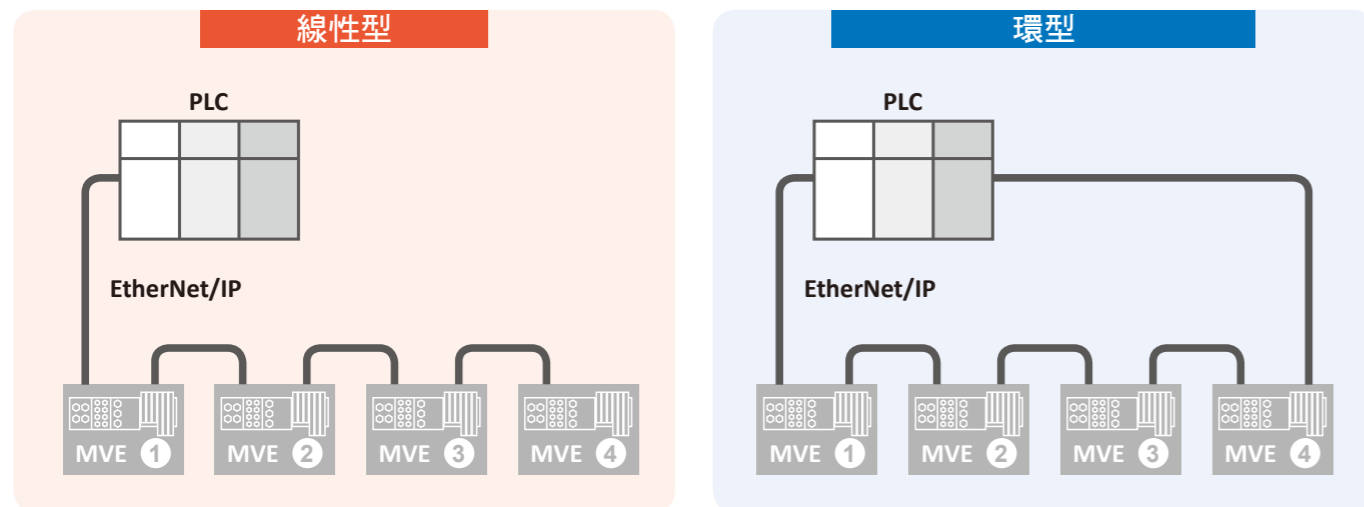 線性型
PLC
EtherNet/IP
MVE 1
MVE 2
MVE 3
MVE 4
環型
PLC
EtherNet/IP
MVE 1
MVE 2
MVE 3
MVE 4